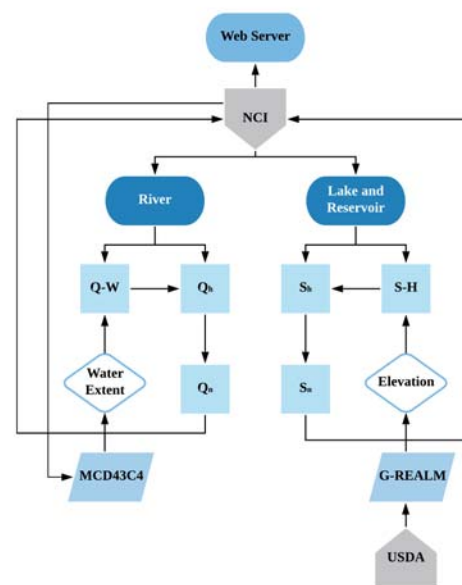 Web Server
NCI
River
Lake and
Reservoir
Q-W
Qh
Sh
S-H
Water
Extent
Qn
Sn
Elevation
MCD43C4
G-REALM
USDA